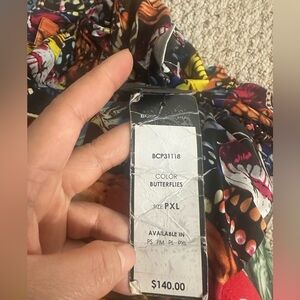 BCP31118
COLOR
BUTTERFLIES
SIZE PXL
AVAILABLE IN
PS PM PL PXL
$140.00